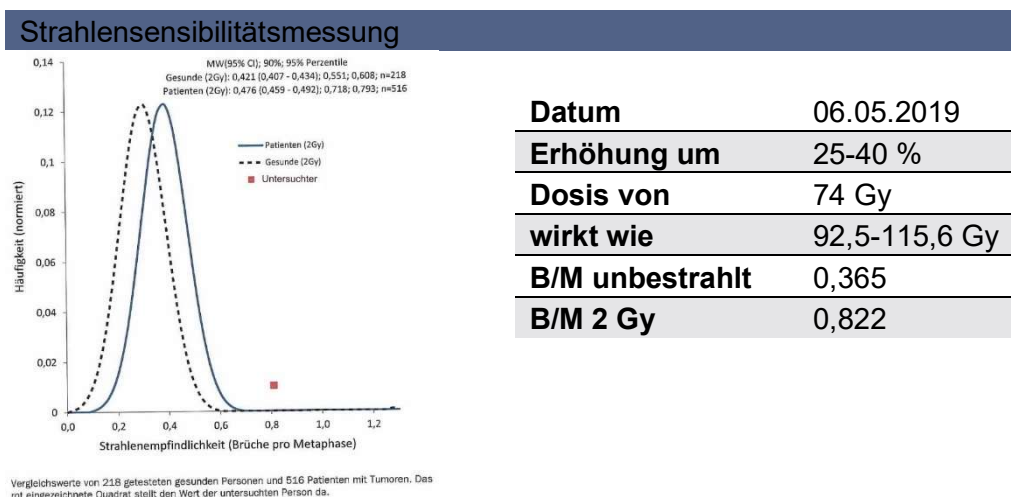 Strahlensensibilitätsmessung
MW(95% CI); 90%; 95% Perzentile
Gesunde (2Gy): 0,421 (0,407 - 0,434); 0,551; 0,608; n=218
Patienten (2Gy): 0,476 (0,459 - 0,492); 0,718; 0,793; n=516
Patienten (2Gy)
Gesunde (2Gy)
Untersuchter
Häufigkeit (normiert)
0,14
0,12
0,1
0,08
0,06
0,04
0,02
0
0,0 0,2 0,4 0,6 0,8 1,0 1,2
Strahlenempfindlichkeit (Brüche pro Metaphase)
Vergleichswerte von 218 getesteten gesunden Personen und 516 Patienten mit Tumoren. Das
rot eingezeichnete Quadrat stellt den Wert der untersuchten Person da.
Datum 06.05.2019
Erhöhung um 25-40 %
Dosis von 74 Gy
wirkt wie 92,5-115,6 Gy
B/M unbestrahlt 0,365
B/M 2 Gy 0,822